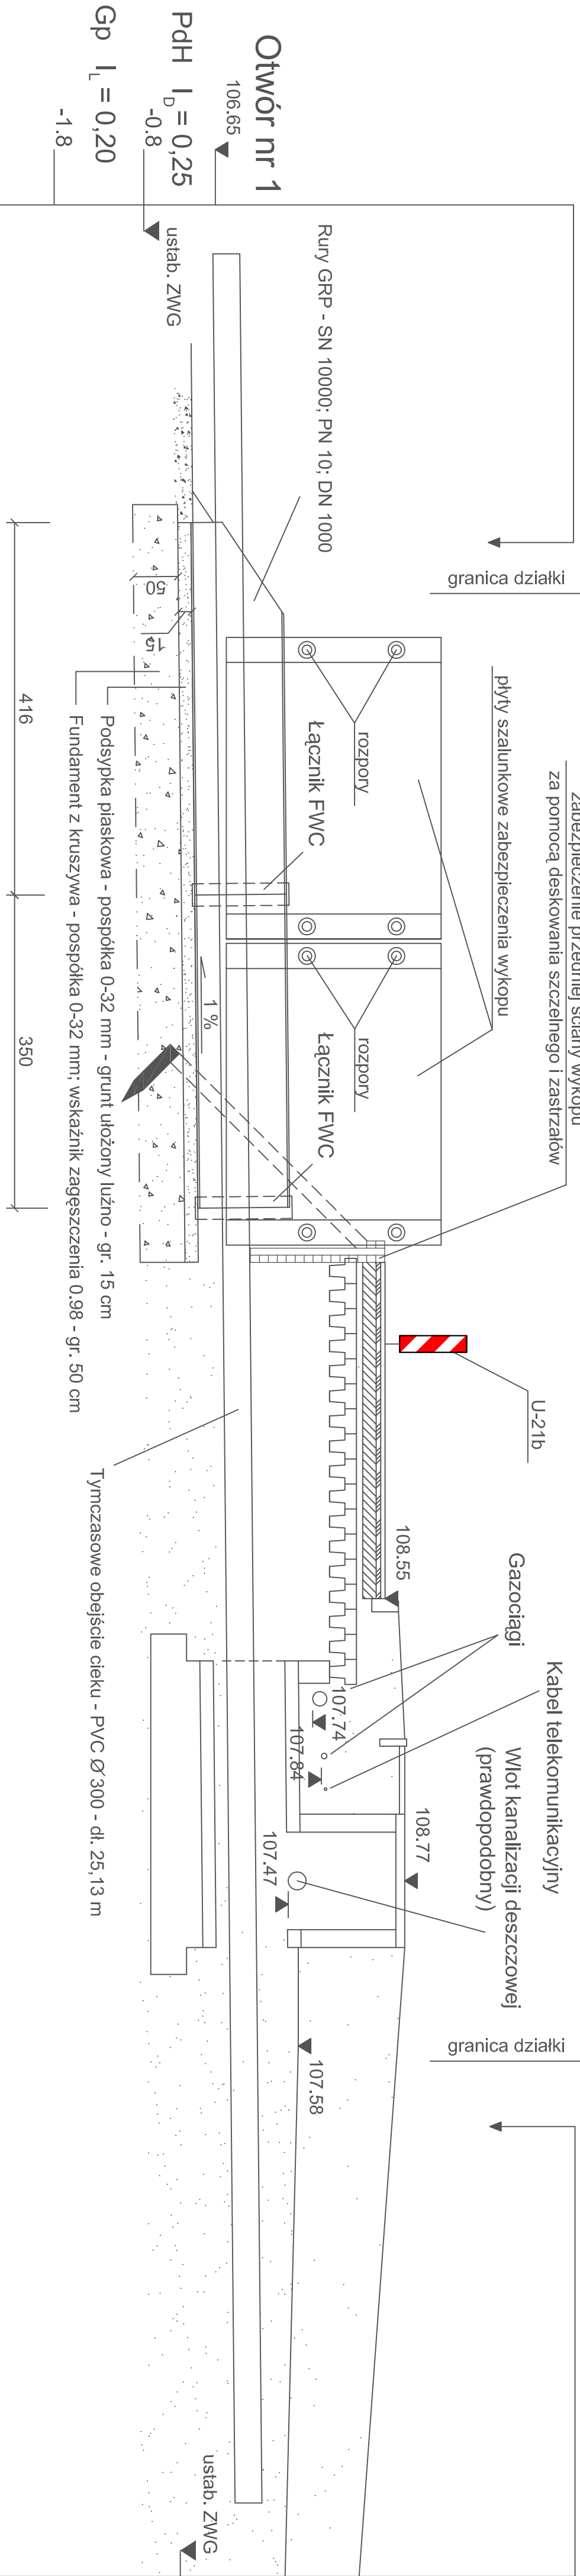 Otwór nr 1
106.65
PdH I_D = 0,25
-0.8
Gp I_L = 0,20
-1.8
ustab. ZWG
Rury GRP - SN 10000; PN 10; DN 1000
granica działki
płyty szalunkowe zabezpieczenia wykopu
zabezpieczenie przedniej ściany wykopu
za pomocą deskowania szczelnego i zastrzałów
rozpory
Łącznik FWC
rozpory
Łącznik FWC
1 %
50
15
416
350
Podsypka piaskowa - pospółka 0-32 mm - grunt ułożony luźno - gr. 15 cm
Fundament z kruszywa - pospółka 0-32 mm; wskaźnik zagęszczenia 0.98 - gr. 50 cm
U-21b
108.55
Gazociągi
Kabel telekomunikacyjny
Wlot kanalizacji deszczowej
(prawdopodobny)
107.74
107.84
108.77
107.47
Tymczasowe obejście cieku - PVC Ø 300 - dł. 25,13 m
granica działki
107.58
ustab. ZWG